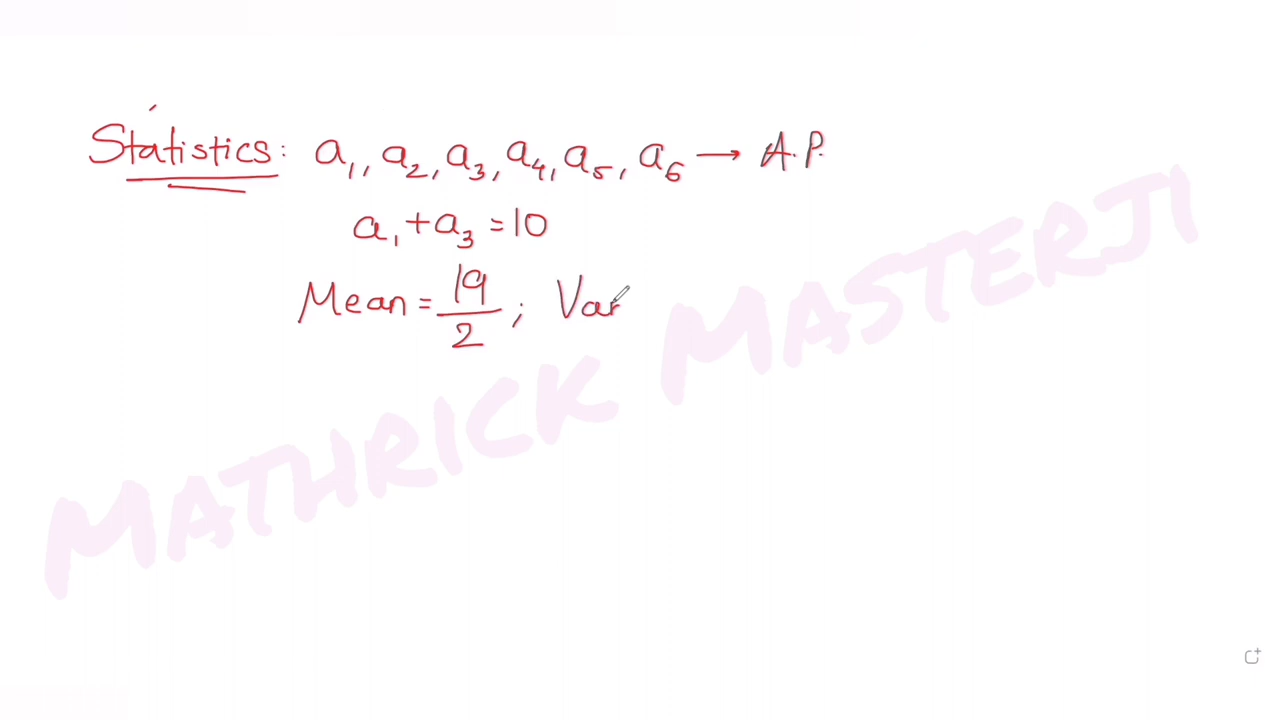 Statistics: a₁, a₂, a₃, a₄, a₅, a₆ → A.P.
a₁ + a₃ = 10
Mean = 19/2 ; Var
MATHRICK MASTERJI